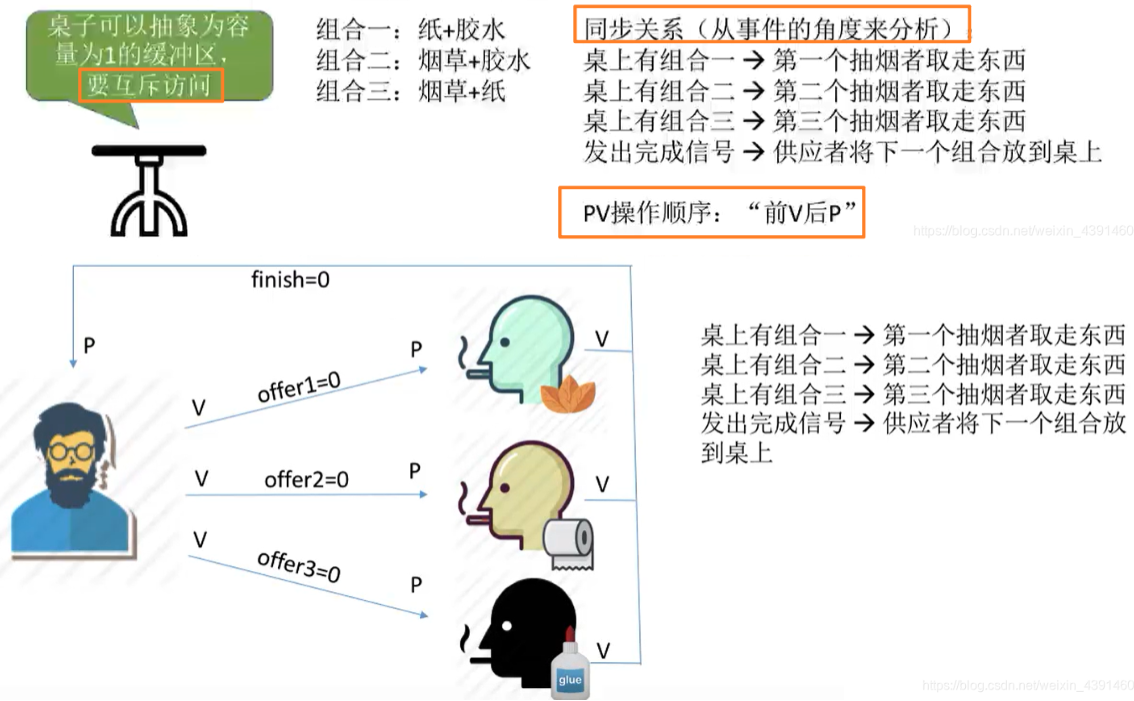 桌子可以抽象为容
量为1的缓冲区，
要互斥访问
组合一：纸+胶水
组合二：烟草+胶水
组合三：烟草+纸
同步关系（从事件的角度来分析）
桌上有组合一 → 第一个抽烟者取走东西
桌上有组合二 → 第二个抽烟者取走东西
桌上有组合三 → 第三个抽烟者取走东西
发出完成信号 → 供应者将下一个组合放到桌上
PV操作顺序：“前V后P”
https://blog.csdn.net/weixin_4391460
finish=0
P
V
offer1=0
P
V
V
offer2=0
P
V
V
offer3=0
P
V
glue
桌上有组合一 → 第一个抽烟者取走东西
桌上有组合二 → 第二个抽烟者取走东西
桌上有组合三 → 第三个抽烟者取走东西
发出完成信号 → 供应者将下一个组合放
到桌上
https://blog.csdn.net/weixin_4391460